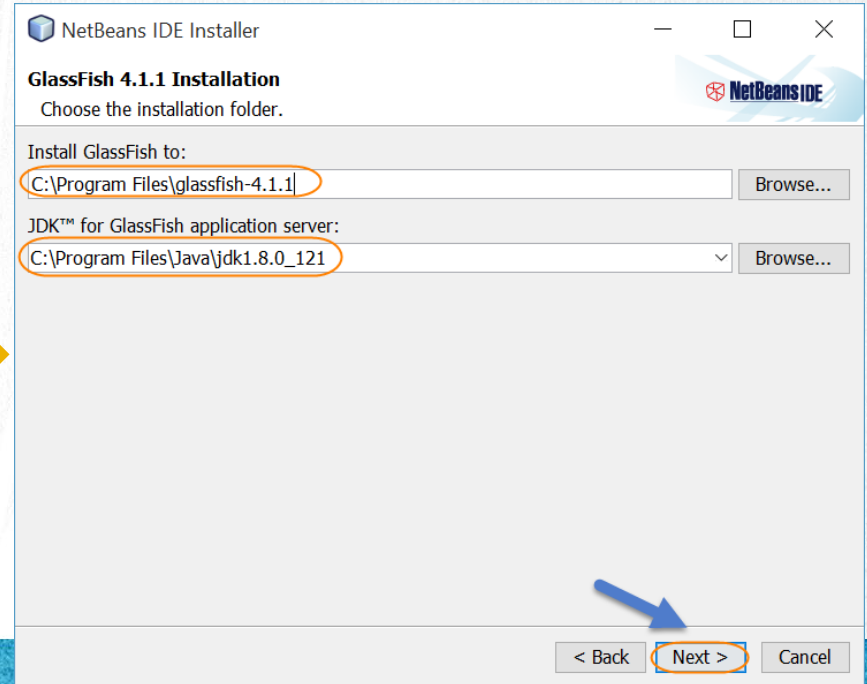 NetBeans IDE Installer
GlassFish 4.1.1 Installation
Choose the installation folder.
NetBeans IDE
Install GlassFish to:
C:\Program Files\glassfish-4.1.1
Browse...
JDK™ for GlassFish application server:
C:\Program Files\Java\jdk1.8.0_121
Browse...
< Back
Next >
Cancel